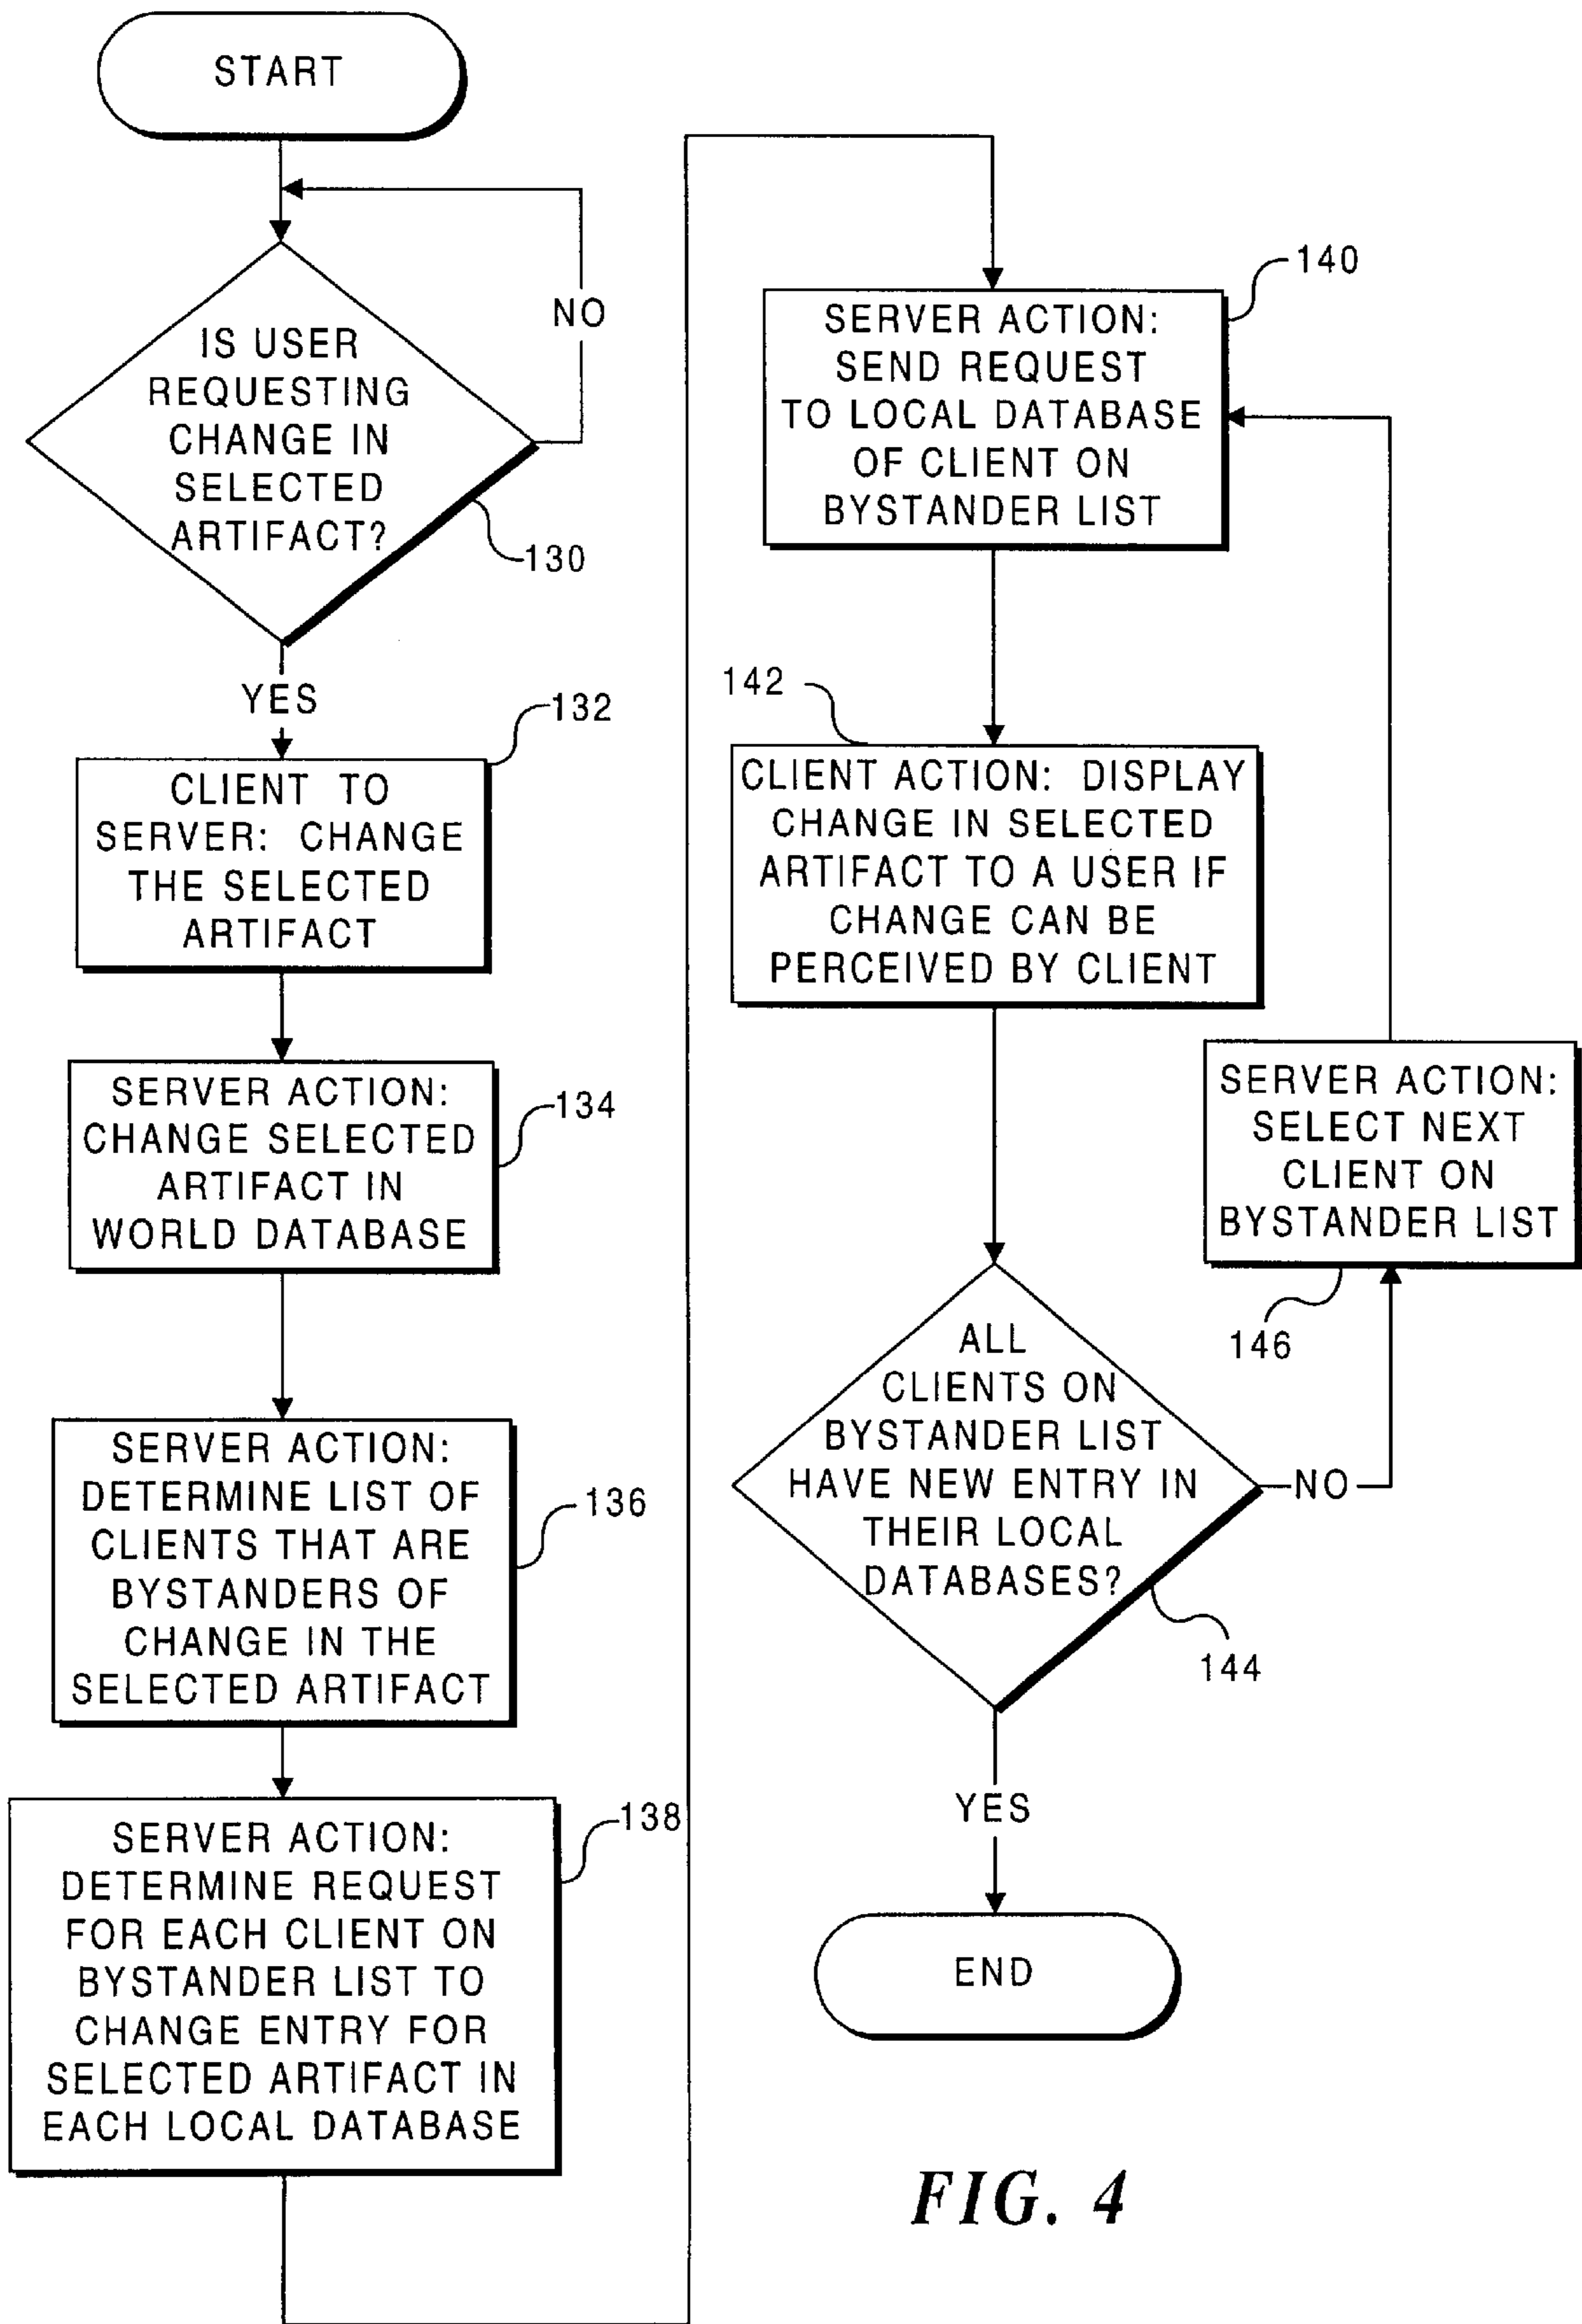 START
NO
IS USER
REQUESTING
CHANGE IN
SELECTED
ARTIFACT?
130
YES
132
CLIENT TO
SERVER: CHANGE
THE SELECTED
ARTIFACT
SERVER ACTION:
CHANGE SELECTED
ARTIFACT IN
WORLD DATABASE
134
SERVER ACTION:
DETERMINE LIST OF
CLIENTS THAT ARE
BYSTANDERS OF
CHANGE IN THE
SELECTED ARTIFACT
136
138
SERVER ACTION:
DETERMINE REQUEST
FOR EACH CLIENT ON
BYSTANDER LIST TO
CHANGE ENTRY FOR
SELECTED ARTIFACT IN
EACH LOCAL DATABASE
140
SERVER ACTION:
SEND REQUEST
TO LOCAL DATABASE
OF CLIENT ON
BYSTANDER LIST
142
CLIENT ACTION: DISPLAY
CHANGE IN SELECTED
ARTIFACT TO A USER IF
CHANGE CAN BE
PERCEIVED BY CLIENT
SERVER ACTION:
SELECT NEXT
CLIENT ON
BYSTANDER LIST
146
ALL
CLIENTS ON
BYSTANDER LIST
HAVE NEW ENTRY IN
THEIR LOCAL
DATABASES?
NO
144
YES
END
FIG. 4